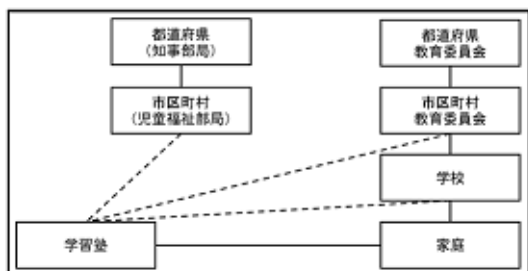 都道府県
(知事部局)
都道府県
教育委員会
市区町村
(児童福祉部局)
市区町村
教育委員会
学校
学習塾
家庭